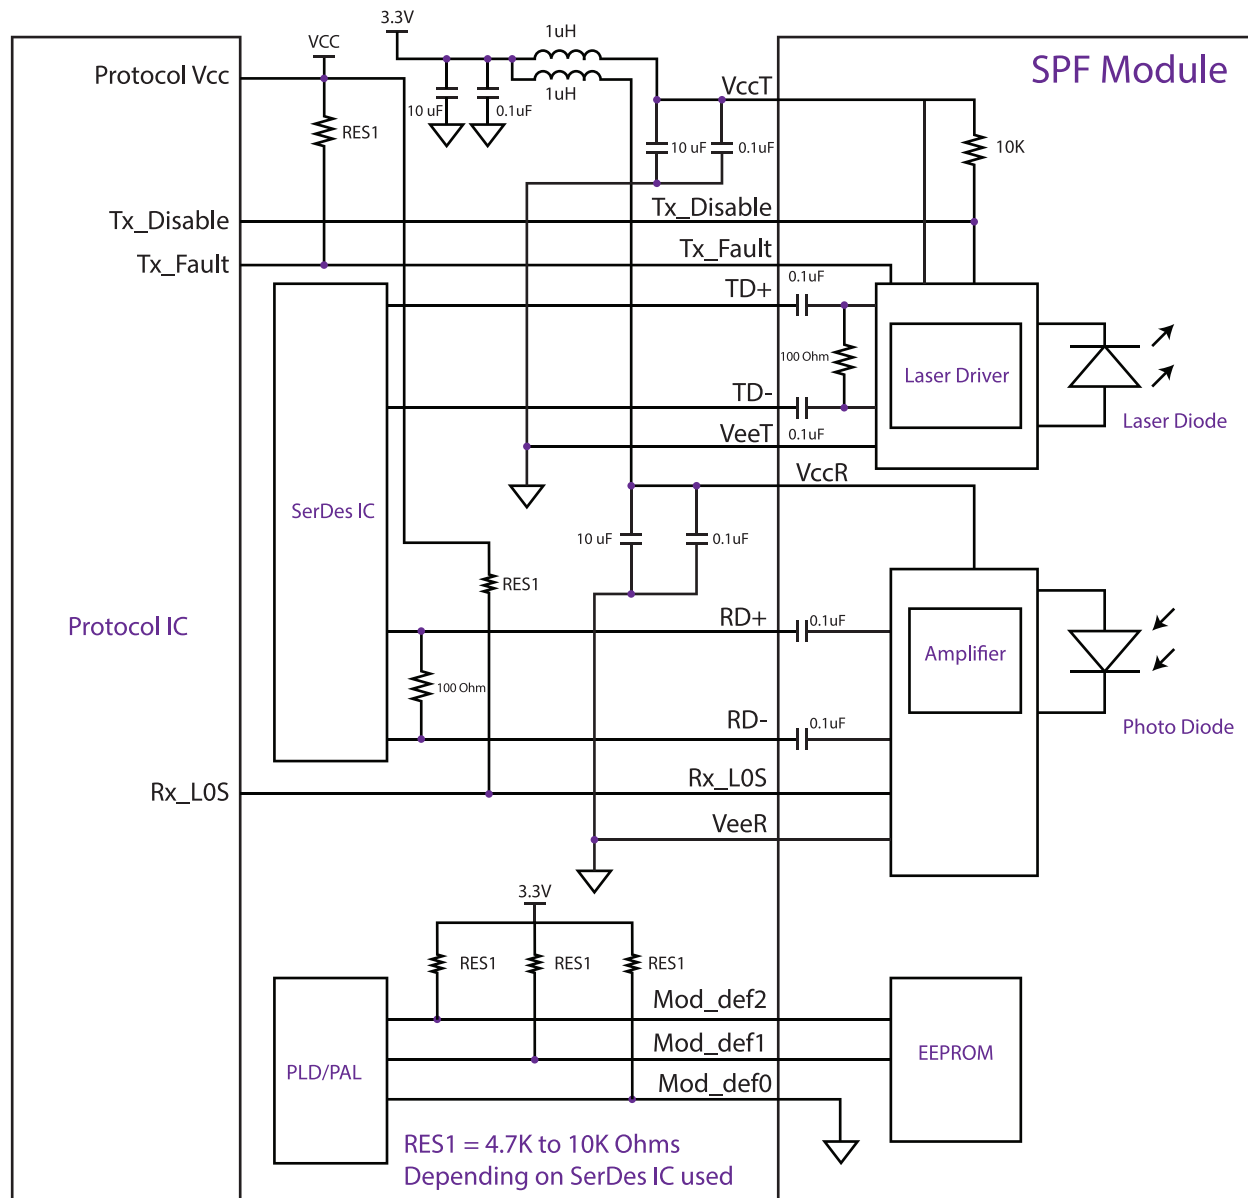 3.3V
1uH
VCC
SPF Module
Protocol Vcc
VccT
1uH
10 uF
0.1uF
RES1
10 uF
0.1uF
10K
Tx_Disable
Tx_Disable
Tx_Fault
Tx_Fault
0.1uF
TD+
100 Ohm
Laser Driver
TD-
0.1uF
Laser Diode
VeeT
VccR
SerDes IC
10 uF
0.1uF
RES1
Protocol IC
RD+
0.1uF
Amplifier
100 Ohm
RD-
0.1uF
Photo Diode
Rx_L0S
Rx_L0S
VeeR
3.3V
RES1
RES1
RES1
Mod_def2
Mod_def1
EEPROM
PLD/PAL
Mod_def0
RES1 = 4.7K to 10K Ohms
Depending on SerDes IC used